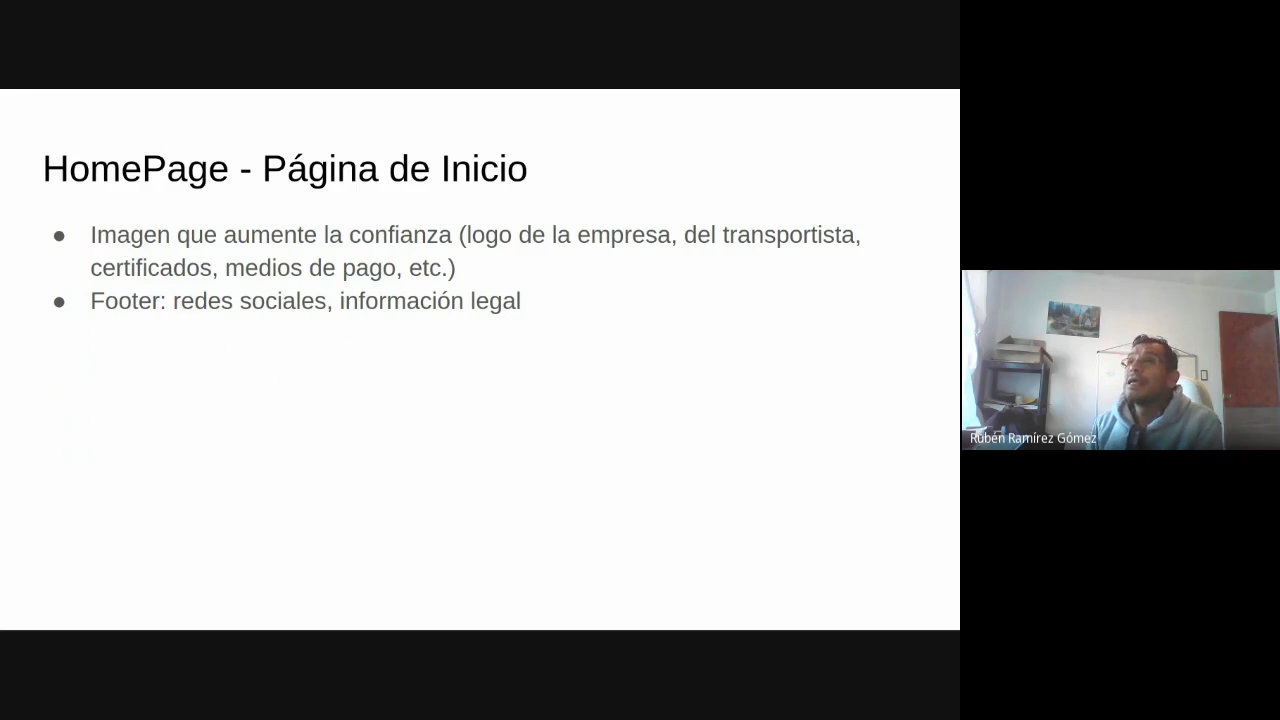 HomePage - Página de Inicio
● Imagen que aumente la confianza (logo de la empresa, del transportista,
certificados, medios de pago, etc.)
● Footer: redes sociales, información legal
Rubén Ramírez Gómez